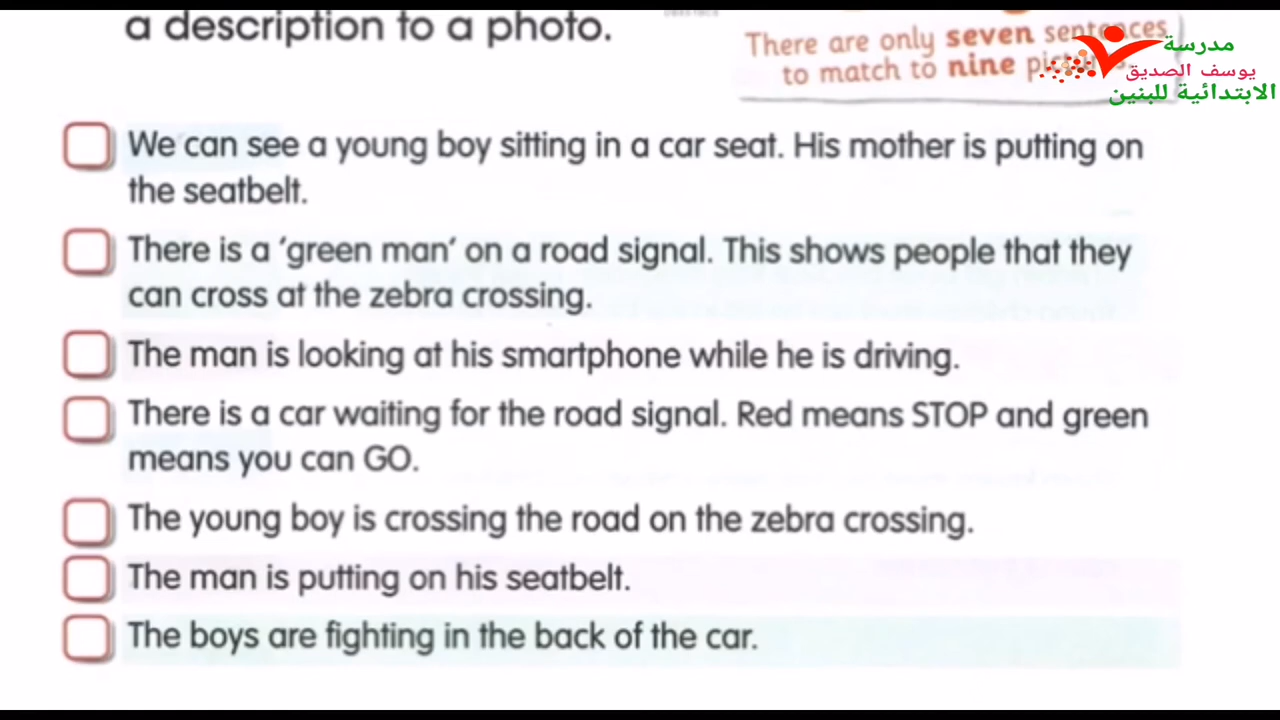 a description to a photo.
There are only seven sentences
to match to nine
مدرسة
يوسف الصديق
الابتدائية للبنين
We can see a young boy sitting in a car seat. His mother is putting on
the seatbelt.
There is a ‘green man’ on a road signal. This shows people that they
can cross at the zebra crossing.
The man is looking at his smartphone while he is driving.
There is a car waiting for the road signal. Red means STOP and green
means you can GO.
The young boy is crossing the road on the zebra crossing.
The man is putting on his seatbelt.
The boys are fighting in the back of the car.